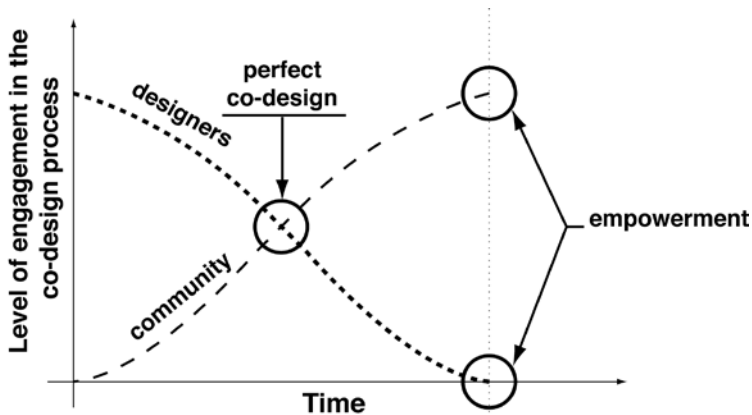 Level of engagement in the
co-design process
designers
perfect
co-design
community
empowerment
Time